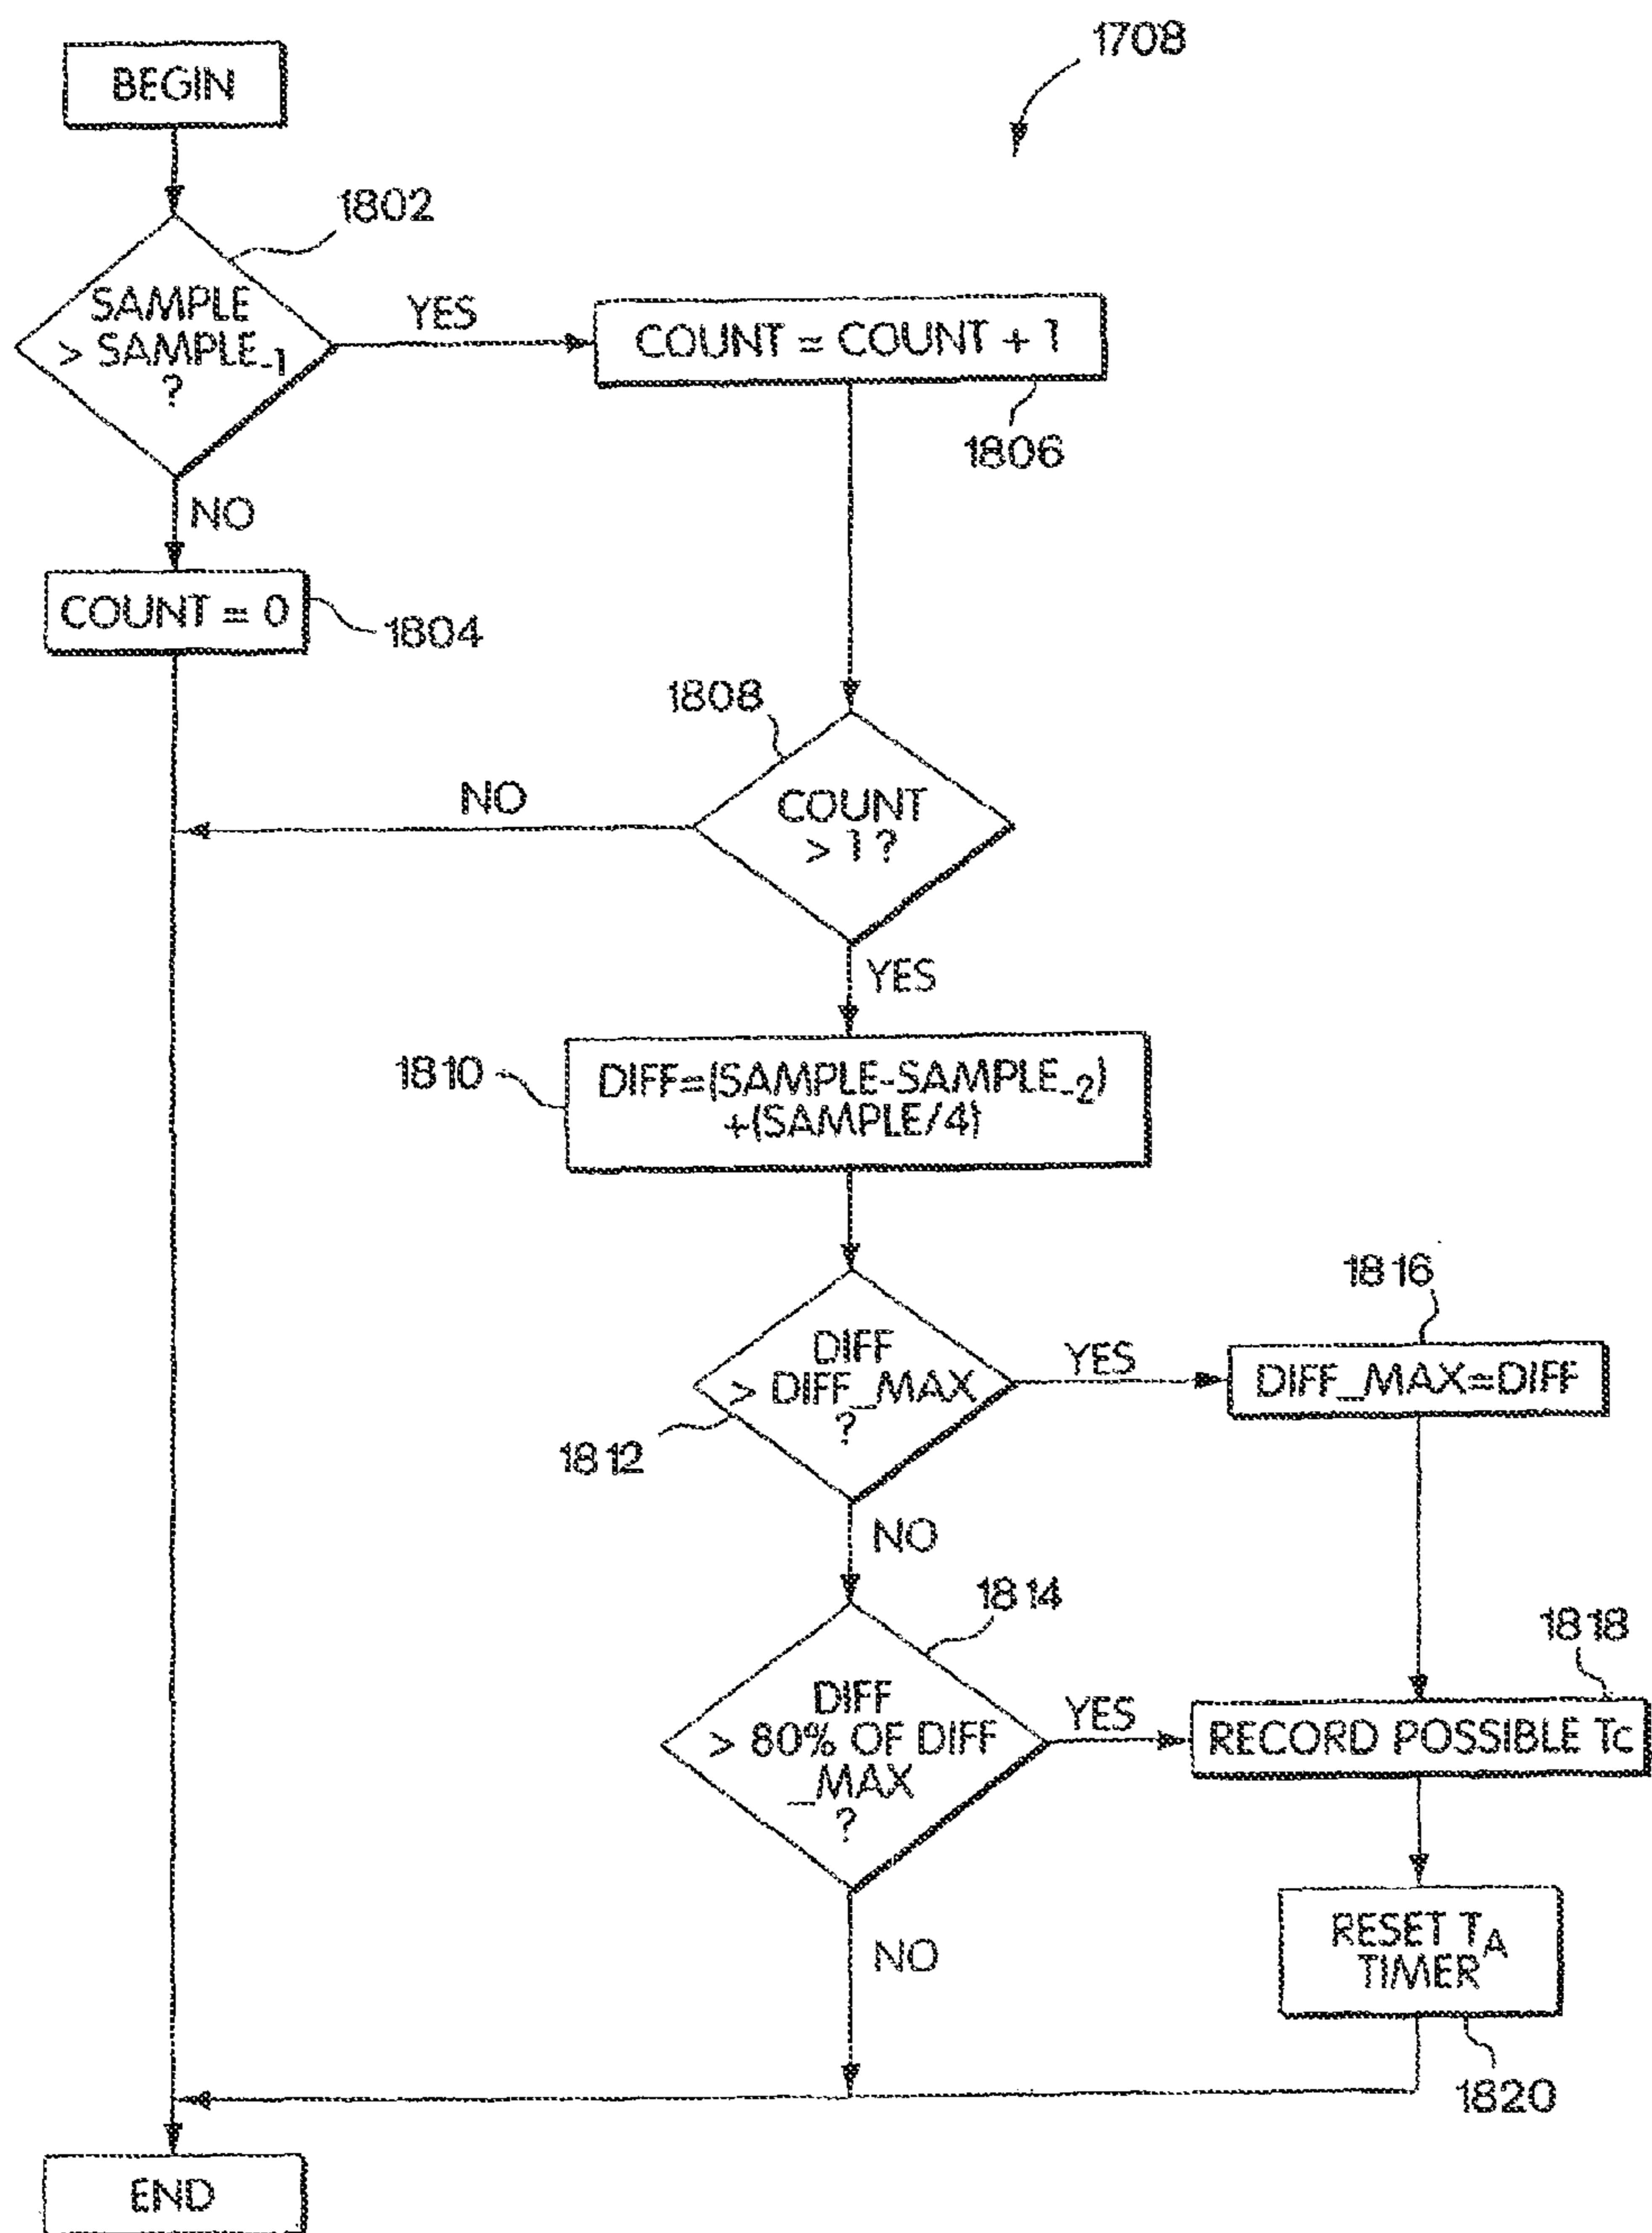 1708
BEGIN
1802
SAMPLE
> SAMPLE-1
?
YES
COUNT = COUNT + 1
1806
NO
COUNT = 0
1804
1808
COUNT
> 1 ?
NO
YES
1810
DIFF=(SAMPLE-SAMPLE-2)
+(SAMPLE/4)
1812
DIFF
> DIFF_MAX
?
YES
1816
DIFF_MAX=DIFF
NO
1814
DIFF
> 80% OF DIFF
_MAX
?
YES
1818
RECORD POSSIBLE Tc
NO
RESET TA
TIMER
1820
END